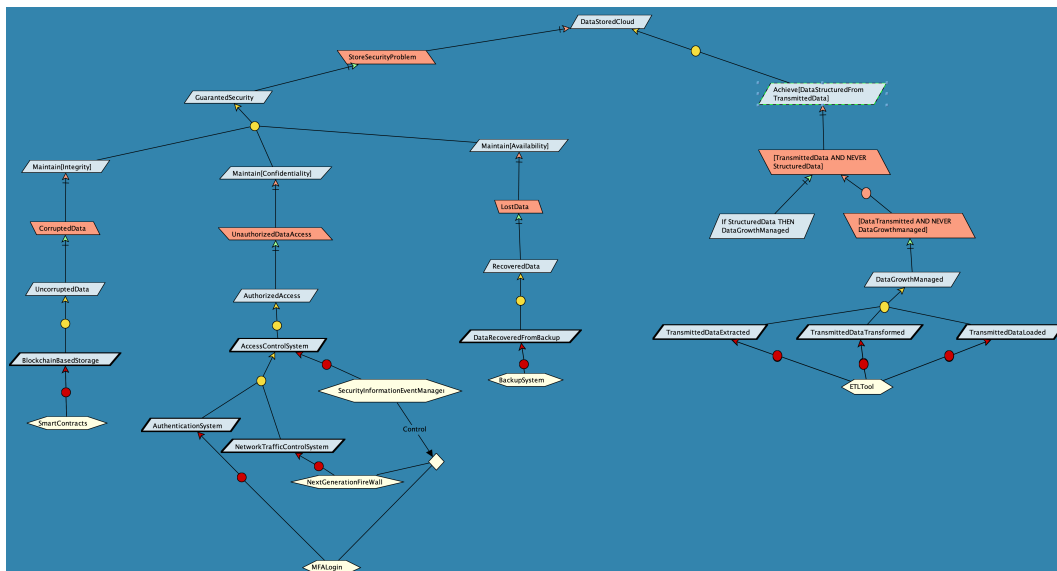 DataStoredCloud
StoreSecurityProblem
GuarantedSecurity
Achieve[DataStructuredFrom
TransmittedData]
Maintain[Integrity]
Maintain[Confidentiality]
Maintain[Availability]
[TransmittedData AND NEVER
StructuredData]
CorruptedData
UnauthorizedDataAccess
LostData
If StructuredData THEN
DataGrowthManaged
[DataTransmitted AND NEVER
DataGrowthmanaged]
UncorruptedData
AuthorizedAccess
RecoveredData
DataGrowthManaged
BlockchainBasedStorage
AccessControlSystem
DataRecoveredFromBackup
TransmittedDataExtracted
TransmittedDataTransformed
TransmittedDataLoaded
SmartContracts
SecurityInformationEventManager
BackupSystem
ETLTool
AuthenticationSystem
Control
NetworkTrafficControlSystem
NextGenerationFireWall
MFALogin